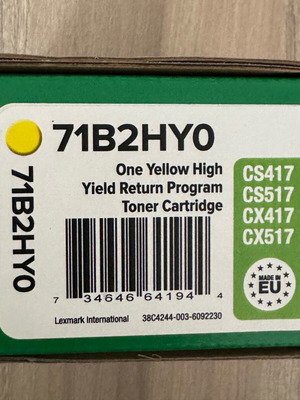 71B2HY0
71B2HY0
One Yellow High
Yield Return Program
Toner Cartridge
CS417
CS517
CX417
CX517
7 34646 64194 4
MADE IN
EU
Lexmark International 38C4244-003-6092230